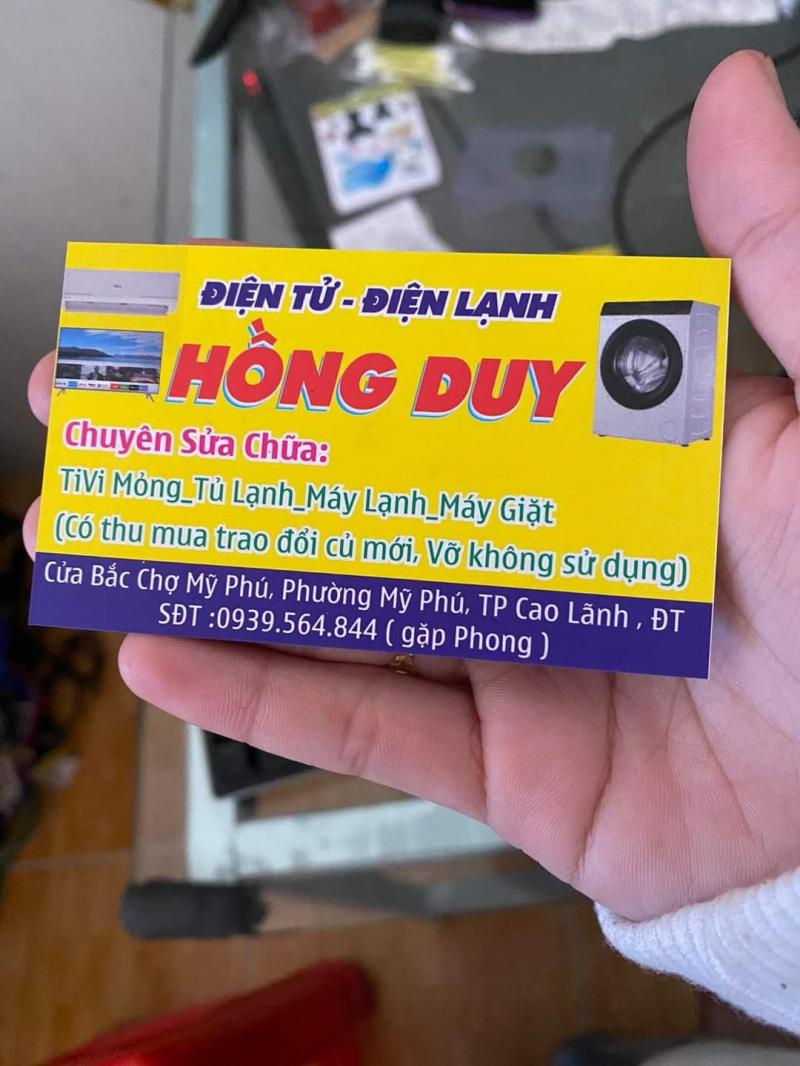 ĐIỆN TỬ - ĐIỆN LẠNH
HỒNG DUY
Chuyên Sửa Chữa:
TiVi Mỏng_Tủ Lạnh_Máy Lạnh_Máy Giặt
(Có thu mua trao đổi củ mới, Vỡ không sử dụng)
Cửa Bắc Chợ Mỹ Phú, Phường Mỹ Phú, TP Cao Lãnh , ĐT
SĐT :0939.564.844 ( gặp Phong )